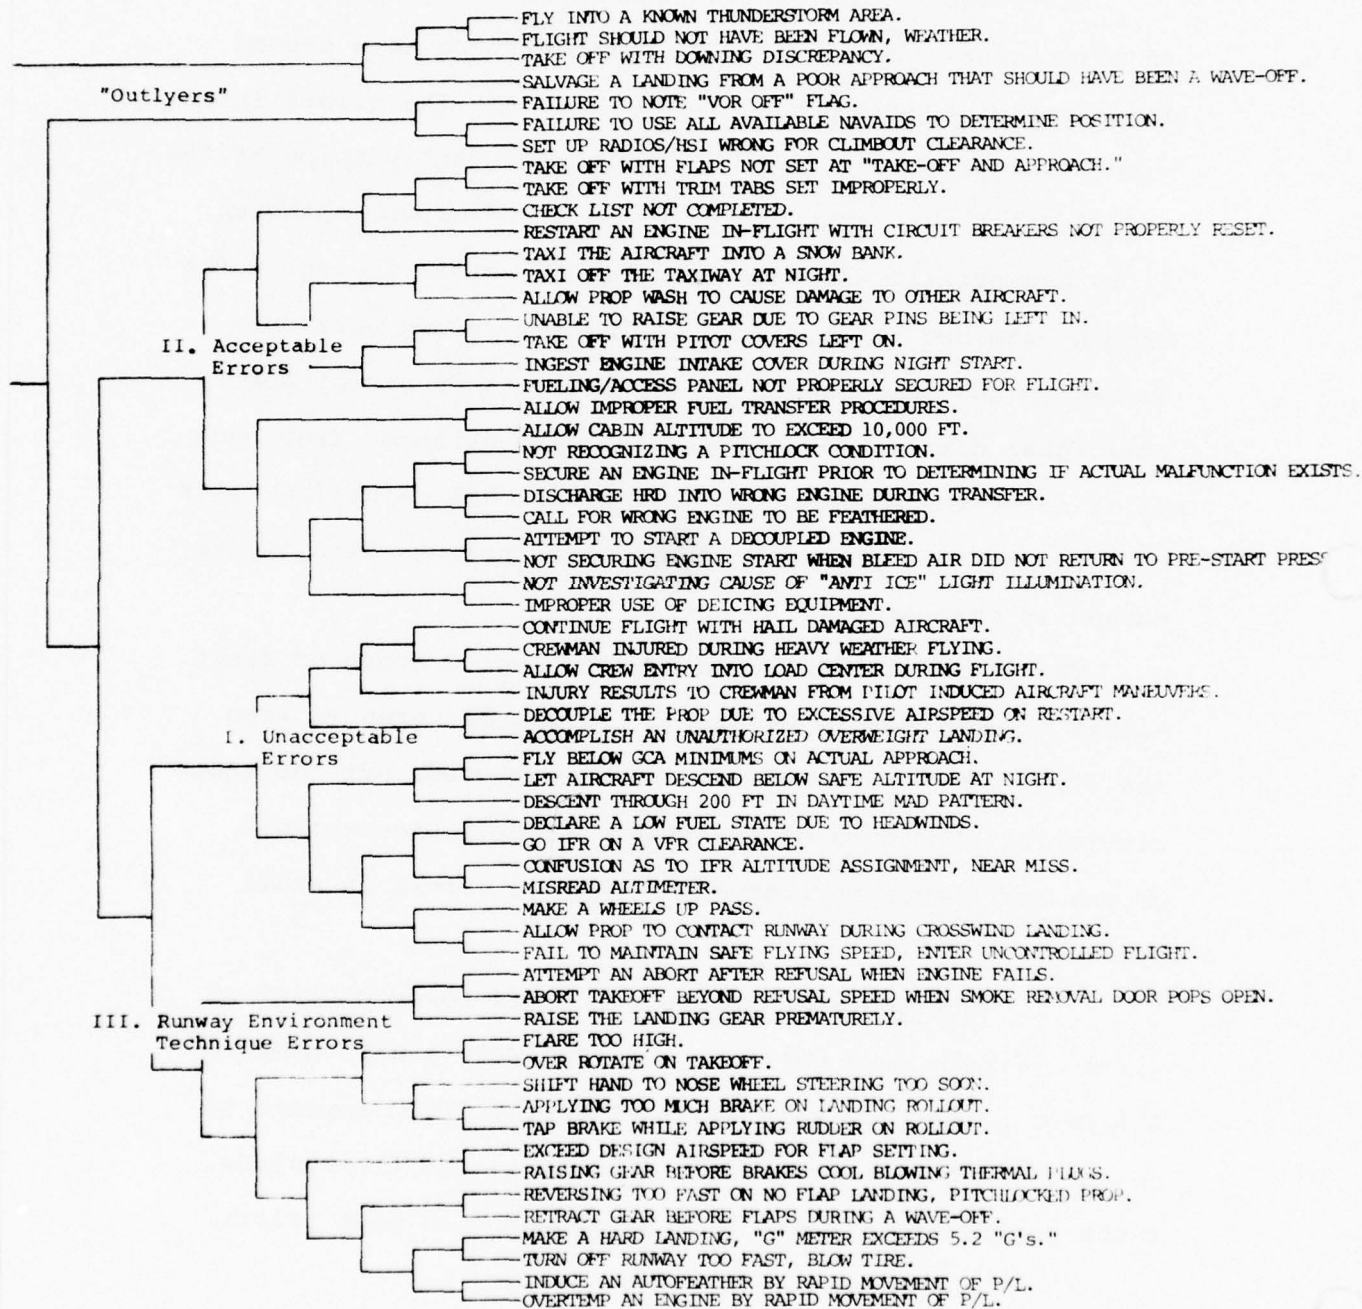 FLY INTO A KNOWN THUNDERSTORM AREA.
FLIGHT SHOULD NOT HAVE BEEN FLOWN, WEATHER.
TAKE OFF WITH DOWNING DISCREPANCY.
SALVAGE A LANDING FROM A POOR APPROACH THAT SHOULD HAVE BEEN A WAVE-OFF.
"Outlyers"
FAILURE TO NOTE "VOR OFF" FLAG.
FAILURE TO USE ALL AVAILABLE NAVAIDS TO DETERMINE POSITION.
SET UP RADIOS/HSI WRONG FOR CLIMBOUT CLEARANCE.
TAKE OFF WITH FLAPS NOT SET AT "TAKE-OFF AND APPROACH."
TAKE OFF WITH TRIM TABS SET IMPROPERLY.
CHECK LIST NOT COMPLETED.
RESTART AN ENGINE IN-FLIGHT WITH CIRCUIT BREAKERS NOT PROPERLY RESET.
TAXI THE AIRCRAFT INTO A SNOW BANK.
TAXI OFF THE TAXIWAY AT NIGHT.
ALLOW PROP WASH TO CAUSE DAMAGE TO OTHER AIRCRAFT.
UNABLE TO RAISE GEAR DUE TO GEAR PINS BEING LEFT IN.
II. Acceptable
Errors
TAKE OFF WITH PITOT COVERS LEFT ON.
INGEST ENGINE INTAKE COVER DURING NIGHT START.
FUELING/ACCESS PANEL NOT PROPERLY SECURED FOR FLIGHT.
ALLOW IMPROPER FUEL TRANSFER PROCEDURES.
ALLOW CABIN ALTITUDE TO EXCEED 10,000 FT.
NOT RECOGNIZING A PITCHLOCK CONDITION.
SECURE AN ENGINE IN-FLIGHT PRIOR TO DETERMINING IF ACTUAL MALFUNCTION EXISTS.
DISCHARGE HRD INTO WRONG ENGINE DURING TRANSFER.
CALL FOR WRONG ENGINE TO BE FEATHERED.
ATTEMPT TO START A DECOUPLED ENGINE.
NOT SECURING ENGINE START WHEN BLEED AIR DID NOT RETURN TO PRE-START PRESS
NOT INVESTIGATING CAUSE OF "ANTI ICE" LIGHT ILLUMINATION.
IMPROPER USE OF DEICING EQUIPMENT.
CONTINUE FLIGHT WITH HAIL DAMAGED AIRCRAFT.
CREWMAN INJURED DURING HEAVY WEATHER FLYING.
ALLOW CREW ENTRY INTO LOAD CENTER DURING FLIGHT.
INJURY RESULTS TO CREWMAN FROM PILOT INDUCED AIRCRAFT MANEUVERS.
DECOUPLE THE PROP DUE TO EXCESSIVE AIRSPEED ON RESTART.
I. Unacceptable
Errors
ACCOMPLISH AN UNAUTHORIZED OVERWEIGHT LANDING.
FLY BELOW GCA MINIMUMS ON ACTUAL APPROACH.
LET AIRCRAFT DESCEND BELOW SAFE ALTITUDE AT NIGHT.
DESCENT THROUGH 200 FT IN DAYTIME MAD PATTERN.
DECLARE A LOW FUEL STATE DUE TO HEADWINDS.
GO IFR ON A VFR CLEARANCE.
CONFUSION AS TO IFR ALTITUDE ASSIGNMENT, NEAR MISS.
MISREAD ALTIMETER.
MAKE A WHEELS UP PASS.
ALLOW PROP TO CONTACT RUNWAY DURING CROSSWIND LANDING.
FAIL TO MAINTAIN SAFE FLYING SPEED, ENTER UNCONTROLLED FLIGHT.
ATTEMPT AN ABORT AFTER REFUSAL WHEN ENGINE FAILS.
ABORT TAKEOFF BEYOND REFUSAL SPEED WHEN SMOKE REMOVAL DOOR POPS OPEN.
RAISE THE LANDING GEAR PREMATURELY.
III. Runway Environment
Technique Errors
FLARE TOO HIGH.
OVER ROTATE ON TAKEOFF.
SHIFT HAND TO NOSE WHEEL STEERING TOO SOON.
APPLYING TOO MUCH BRAKE ON LANDING ROLLOUT.
TAP BRAKE WHILE APPLYING RUDDER ON ROLLOUT.
EXCEED DESIGN AIRSPEED FOR FLAP SETTING.
RAISING GEAR BEFORE BRAKES COOL BLOWING THERMAL PLUGS.
REVERSING TOO FAST ON NO FLAP LANDING, PITCHLOCKED PROP.
RETRACT GEAR BEFORE FLAPS DURING A WAVE-OFF.
MAKE A HARD LANDING, "G" METER EXCEEDS 5.2 "G's."
TURN OFF RUNWAY TOO FAST, BLOW TIRE.
INDUCE AN AUTOFEATHER BY RAPID MOVEMENT OF P/L.
OVERTEMP AN ENGINE BY RAPID MOVEMENT OF P/L.